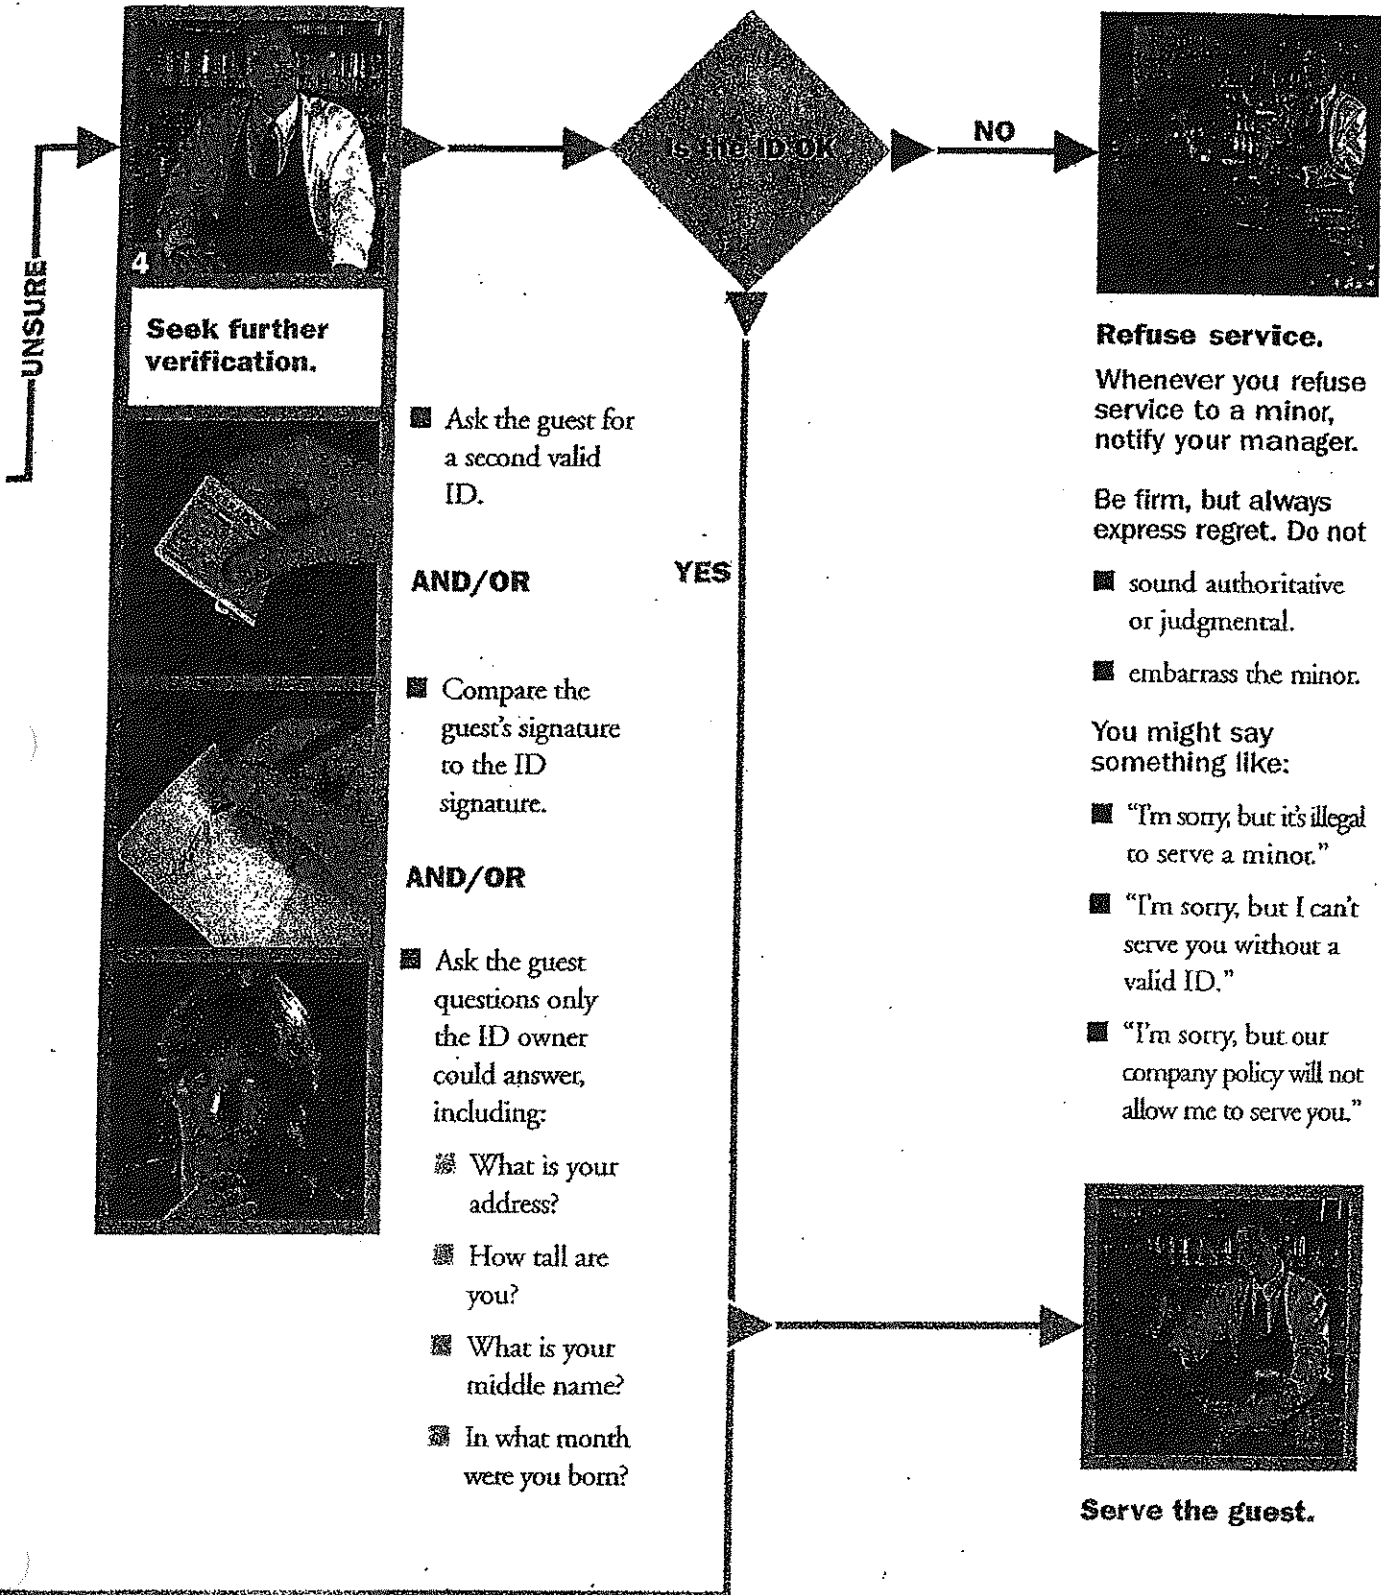 UNSURE
4
Seek further
verification.
Ask the guest for
a second valid
ID.
AND/OR
Compare the
guest's signature
to the ID
signature.
AND/OR
Ask the guest
questions only
the ID owner
could answer,
including:
What is your
address?
How tall are
you?
What is your
middle name?
In what month
were you born?
Is the ID OK
YES
NO
Refuse service.
Whenever you refuse
service to a minor,
notify your manager.
Be firm, but always
express regret. Do not
sound authoritative
or judgmental.
embarrass the minor.
You might say
something like:
"I'm sorry, but it's illegal
to serve a minor."
"I'm sorry, but I can't
serve you without a
valid ID."
"I'm sorry, but our
company policy will not
allow me to serve you."
Serve the guest.